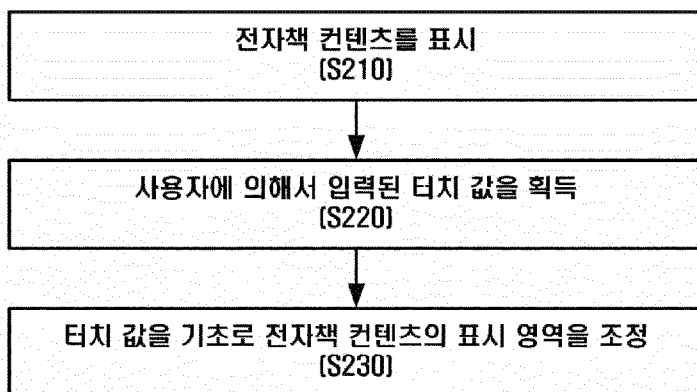 전자책 컨텐츠를 표시
(S210)
사용자에 의해서 입력된 터치 값을 획득
(S220)
터치 값을 기초로 전자책 컨텐츠의 표시 영역을 조정
(S230)